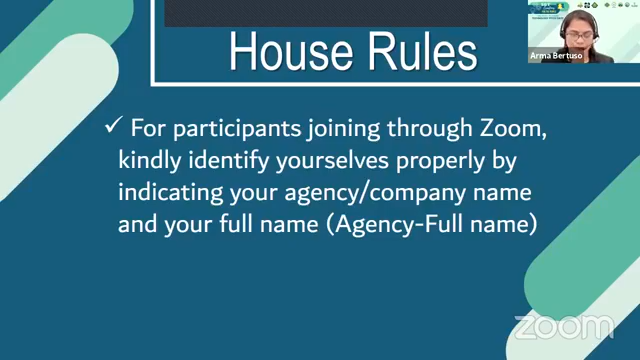 House Rules
Arma Bertuso
✓ For participants joining through Zoom,
kindly identify yourselves properly by
indicating your agency/company name
and your full name (Agency-Full name)
zoom